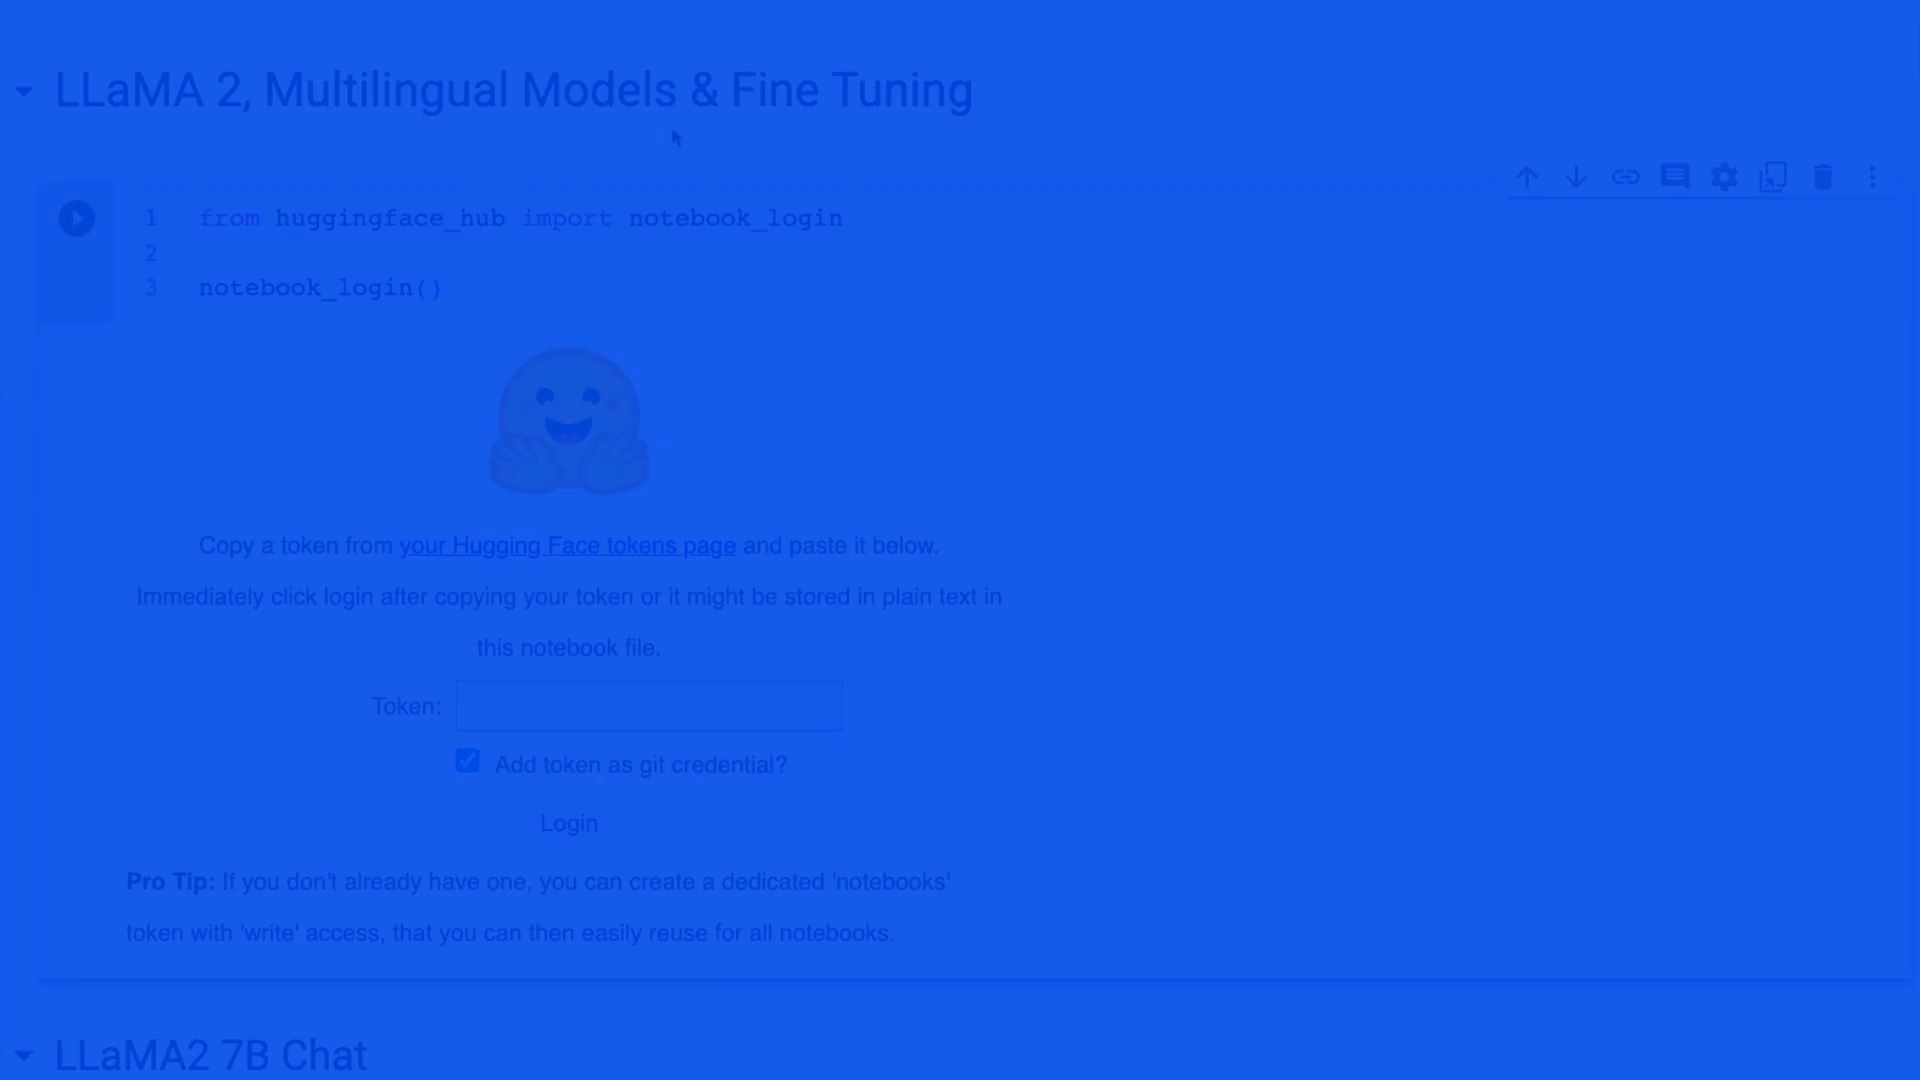 LLaMA 2, Multilingual Models & Fine Tuning
1 from huggingface_hub import notebook_login
2
3 notebook_login()
Copy a token from your Hugging Face tokens page and paste it below.
Immediately click login after copying your token or it might be stored in plain text in
this notebook file.
Token:
Add token as git credential?
Login
Pro Tip: If you don't already have one, you can create a dedicated 'notebooks'
token with 'write' access, that you can then easily reuse for all notebooks.
LLaMA2 7B Chat